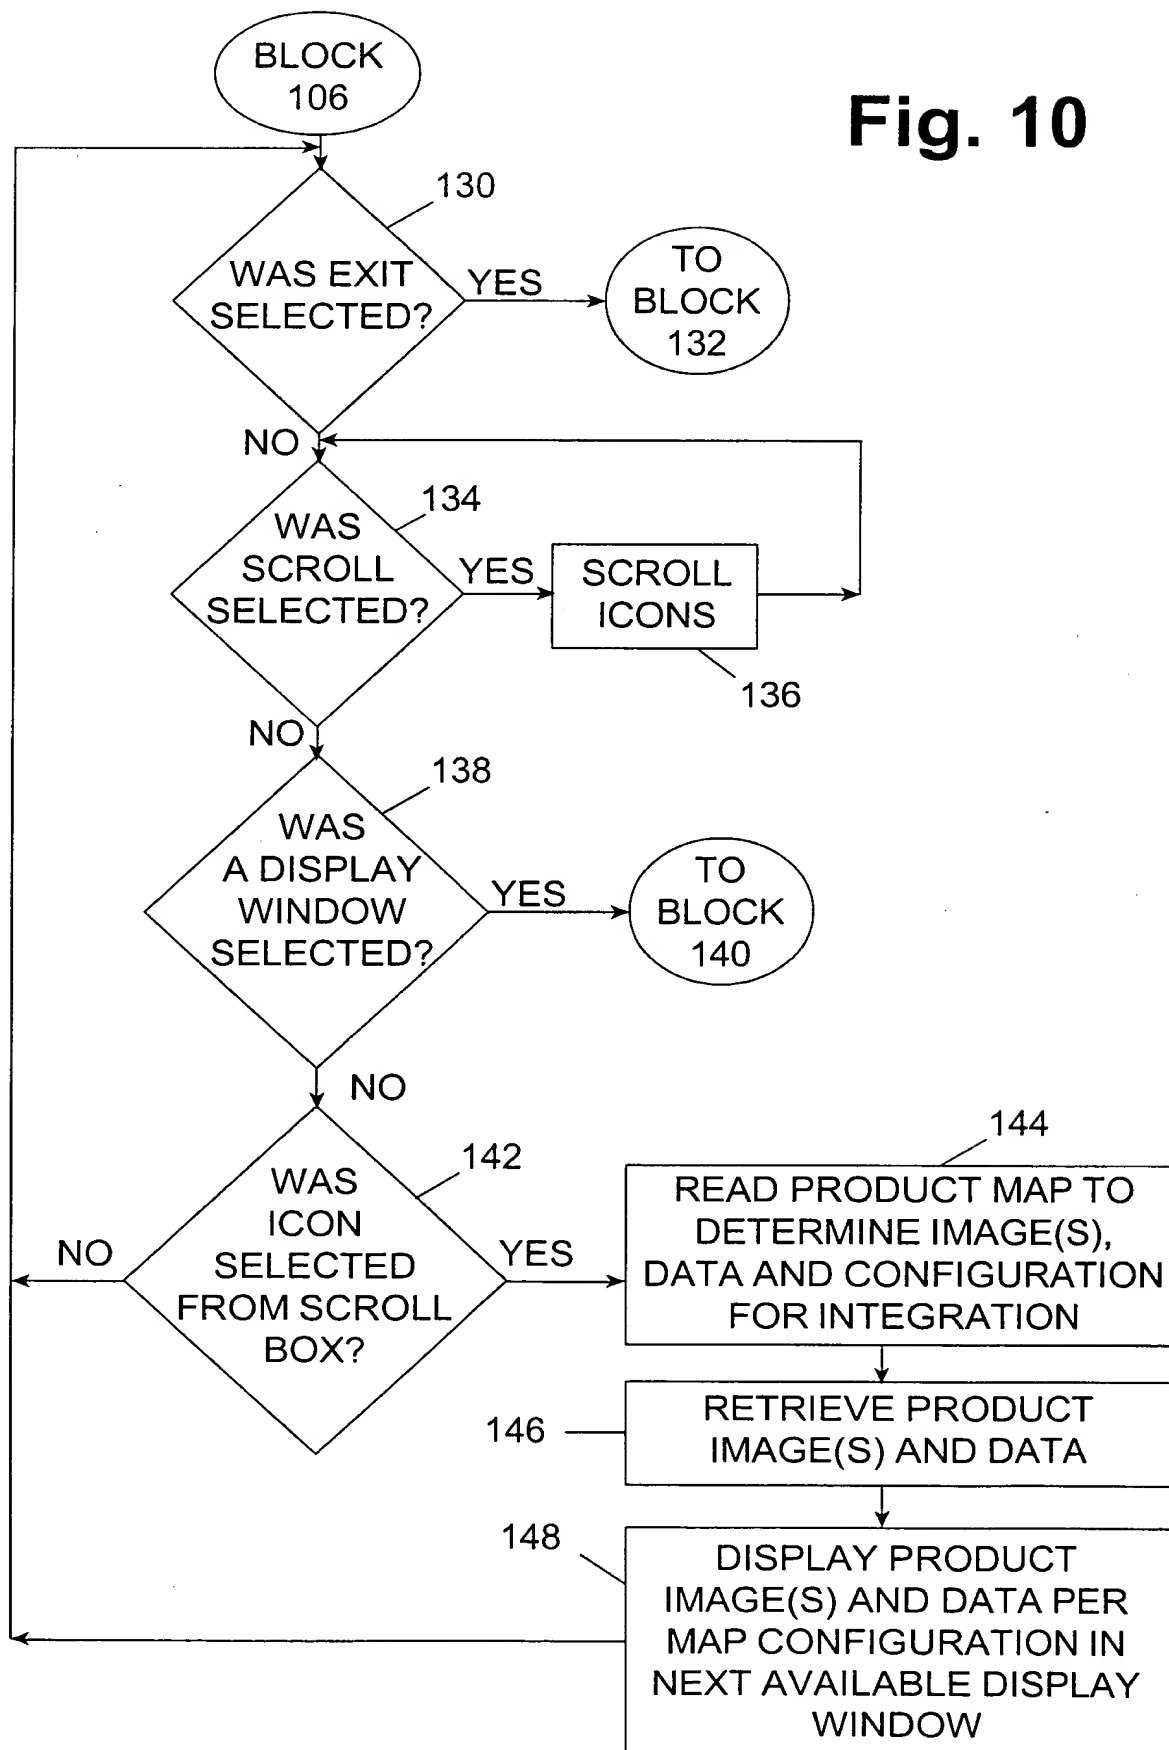 BLOCK
106
Fig. 10
130
WAS EXIT
SELECTED?
YES
TO
BLOCK
132
NO
134
WAS
SCROLL
SELECTED?
YES
SCROLL
ICONS
136
NO
138
WAS
A DISPLAY
WINDOW
SELECTED?
YES
TO
BLOCK
140
NO
142
WAS
ICON
SELECTED
FROM SCROLL
BOX?
NO
YES
144
READ PRODUCT MAP TO
DETERMINE IMAGE(S),
DATA AND CONFIGURATION
FOR INTEGRATION
146
RETRIEVE PRODUCT
IMAGE(S) AND DATA
148
DISPLAY PRODUCT
IMAGE(S) AND DATA PER
MAP CONFIGURATION IN
NEXT AVAILABLE DISPLAY
WINDOW